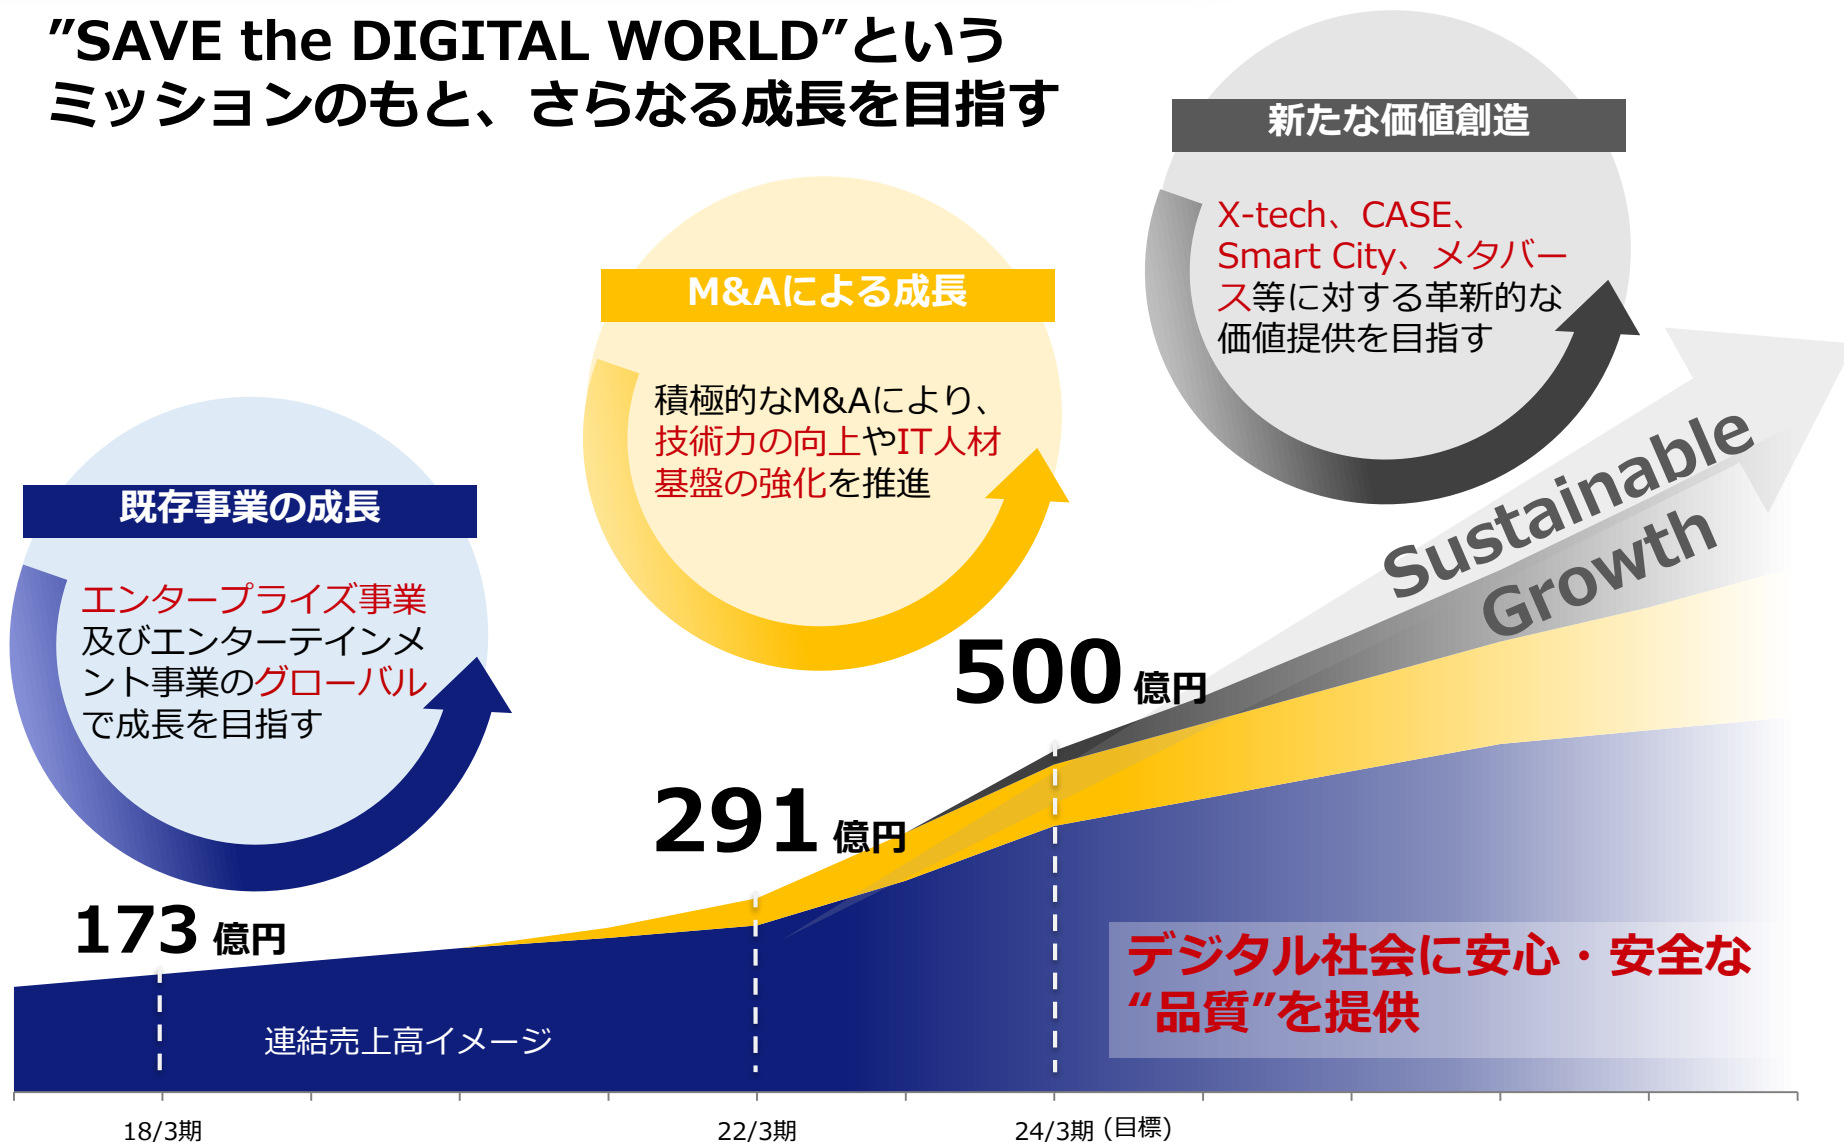 ”SAVE the DIGITAL WORLD”という
ミッションのもと、さらなる成長を目指す
新たな価値創造
X-tech、CASE、
Smart City、メタバー
ス等に対する革新的な
価値提供を目指す
M&Aによる成長
積極的なM&Aにより、
技術力の向上やIT人材
基盤の強化を推進
既存事業の成長
エンタープライズ事業
及びエンターテインメ
ント事業のグローバル
で成長を目指す
Sustainable
Growth
500 億円
291 億円
173 億円
デジタル社会に安心・安全な
“品質”を提供
連結売上高イメージ
18/3期
22/3期
24/3期 (目標)